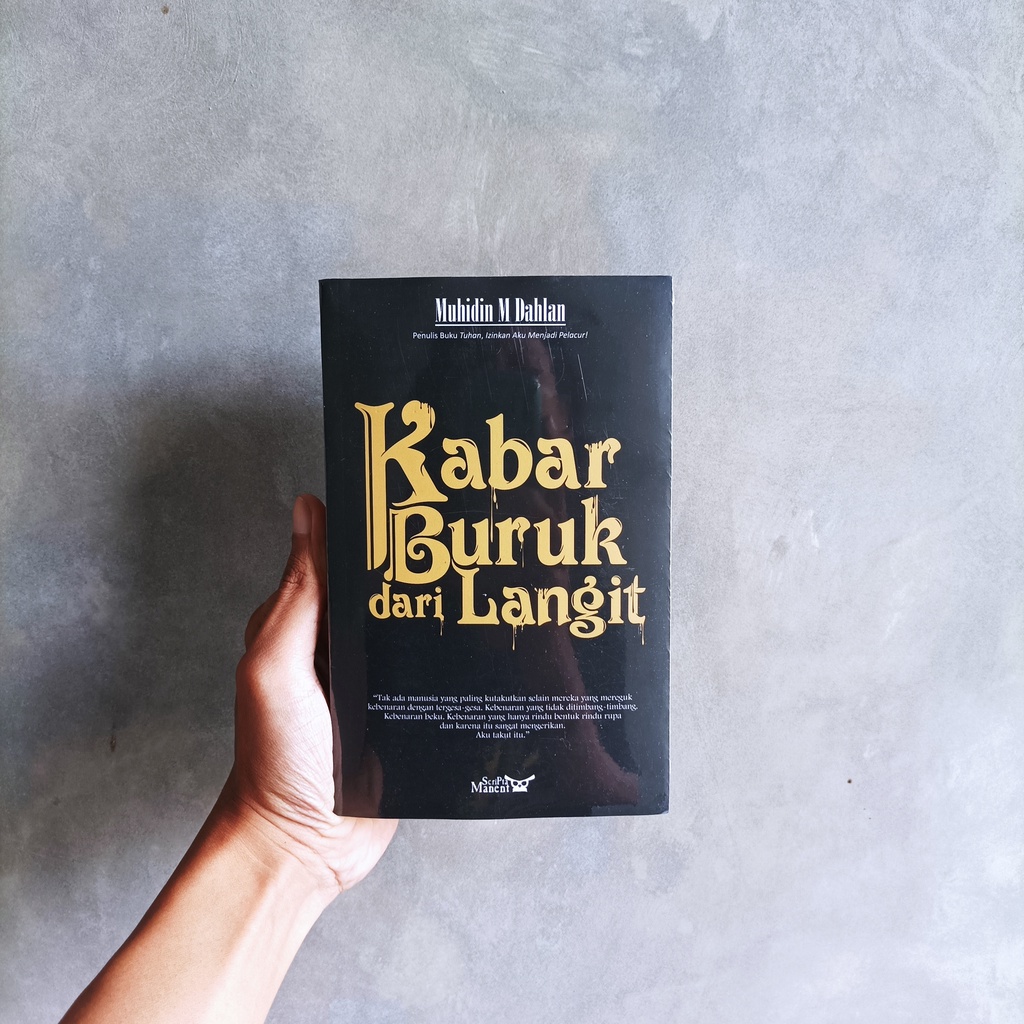 Muhidin M Dahlan
Penulis Buku Tuhan, Izinkan Aku Menjadi Pelacur!
Kabar
Buruk
dari Langit
“Tak ada manusia yang paling kutakutkan selain mereka yang mereguk
kebenaran dengan tergesa-gesa. Kebenaran yang tidak ditimbang-timbang.
Kebenaran beku. Kebenaran yang hanya rindu bentuk rindu rupa
dan karena itu sangat mengerikan.
Aku takut itu.”
ScriPta
Manent